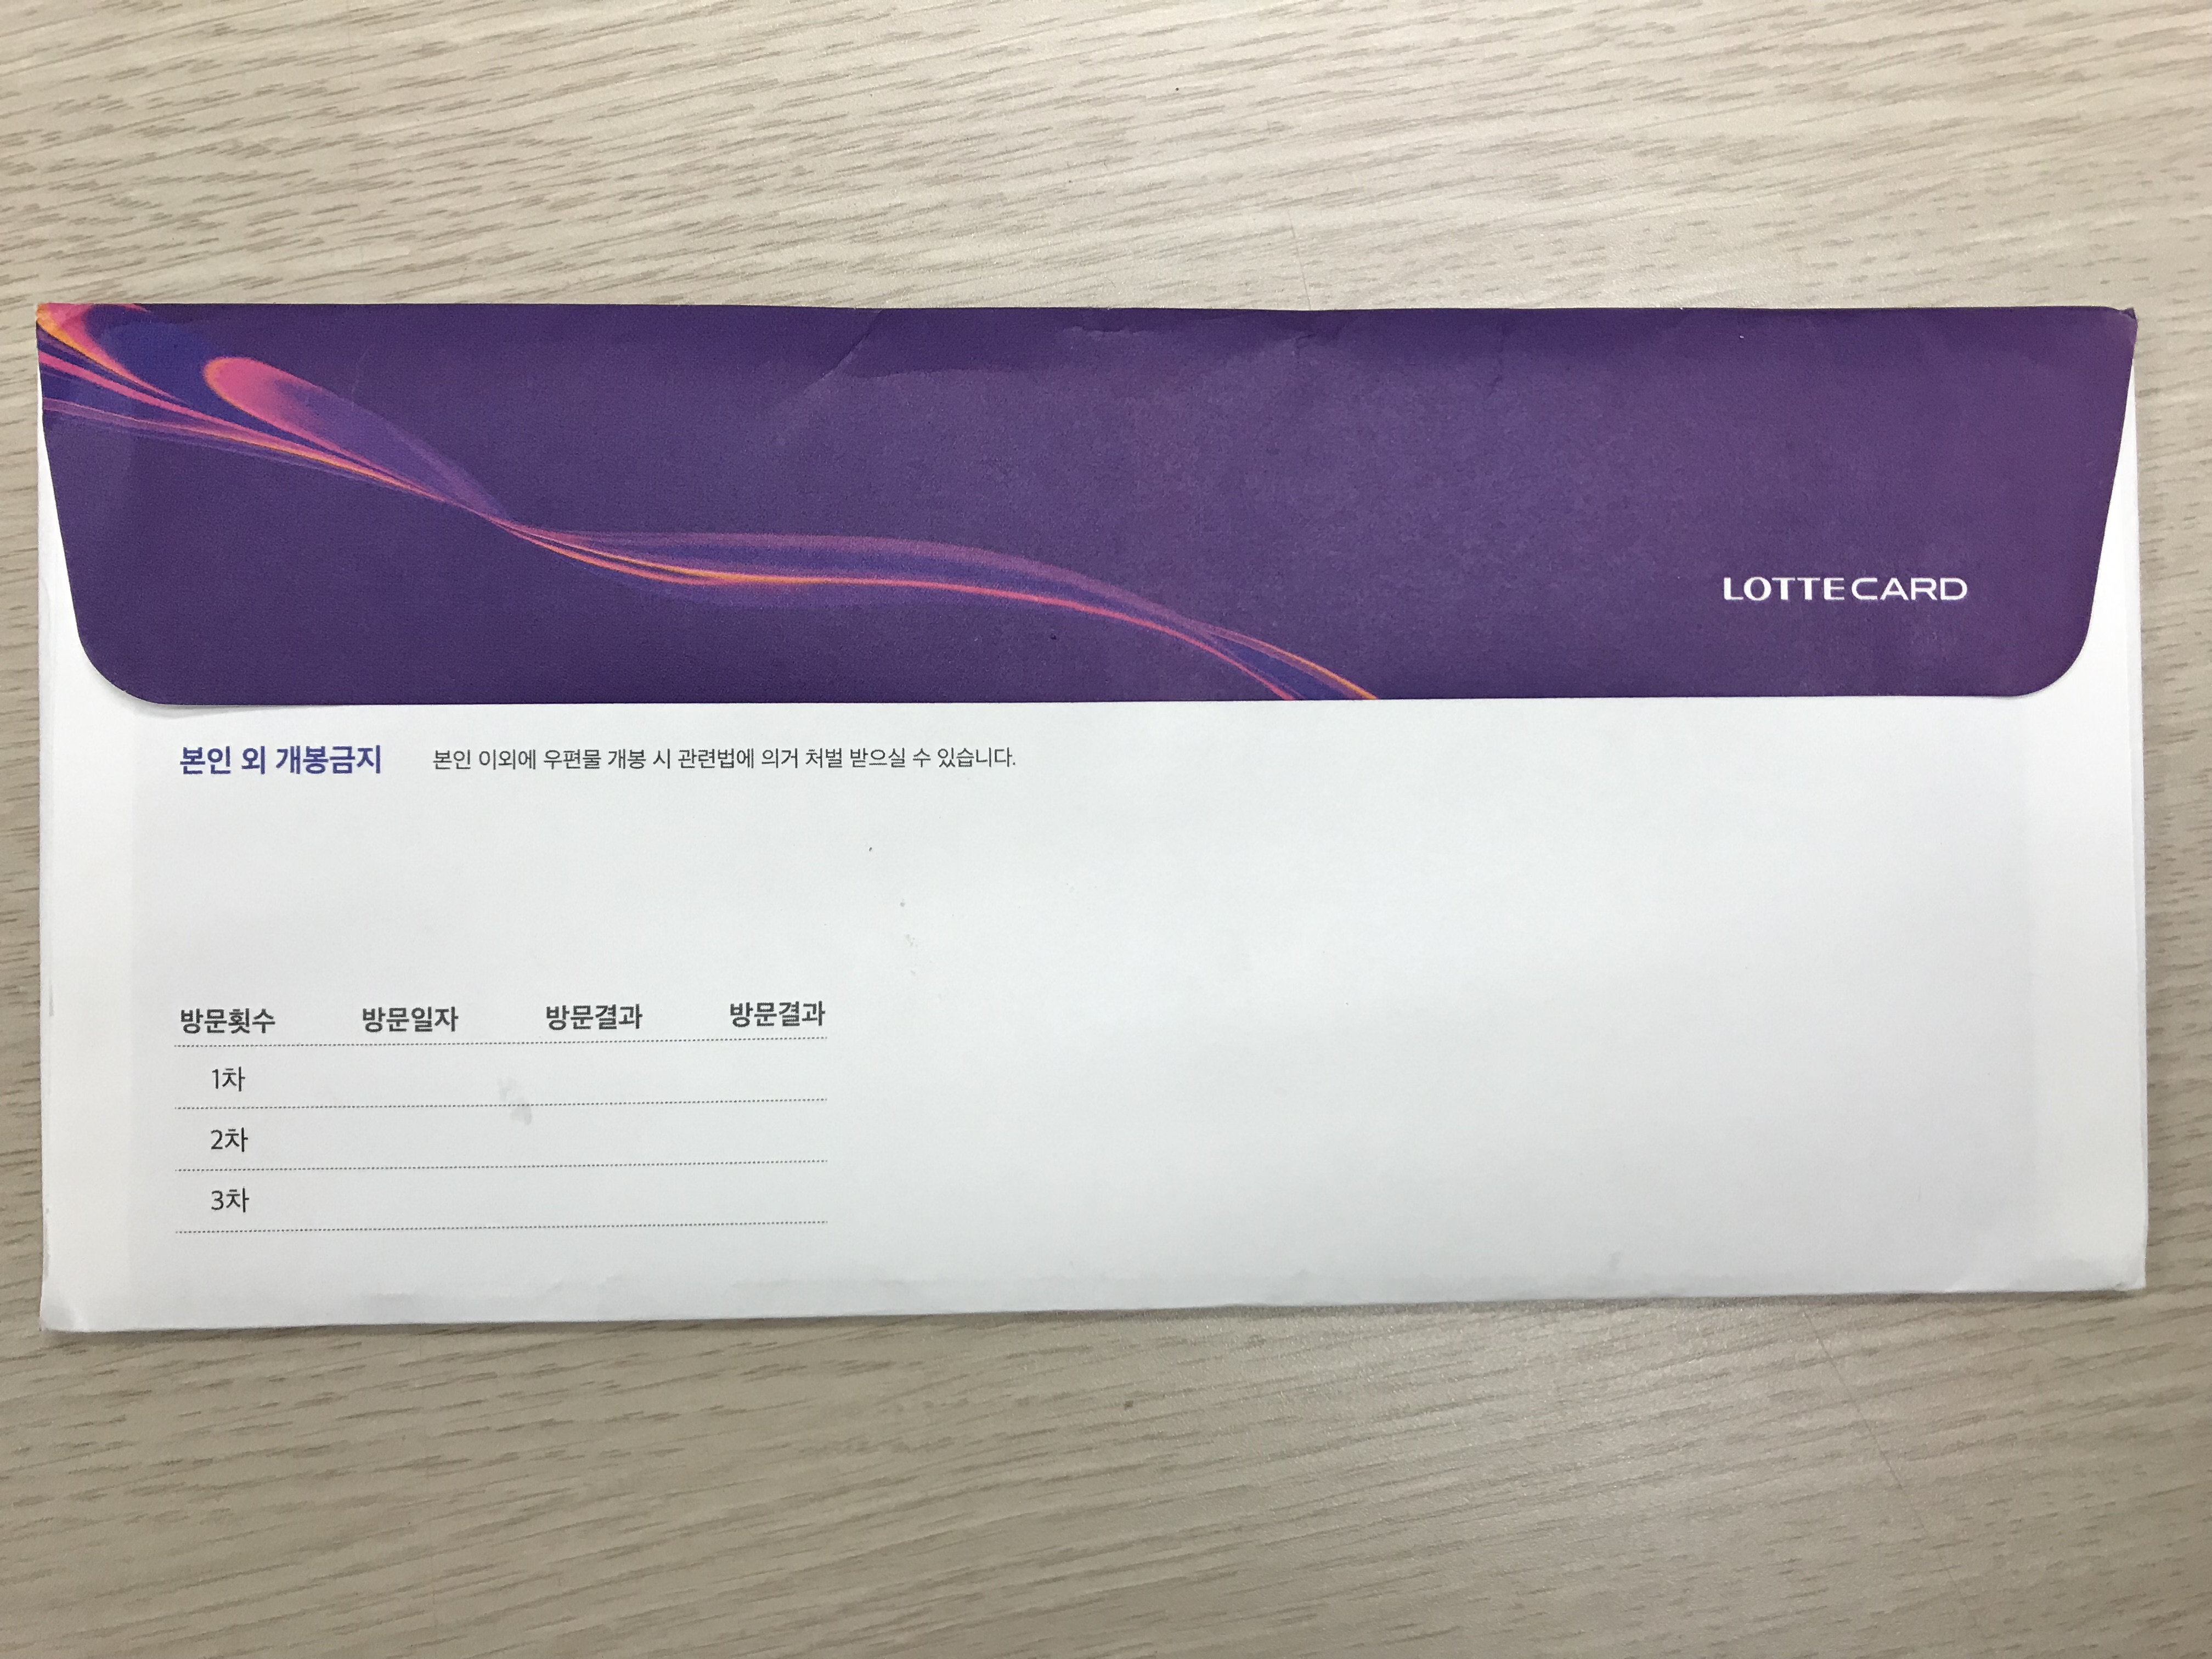 LOTTE CARD
본인 외 개봉금지 본인 이외에 우편물 개봉 시 관련법에 의거 처벌 받으실 수 있습니다.
방문횟수 방문일자 방문결과 방문결과
1차
2차
3차